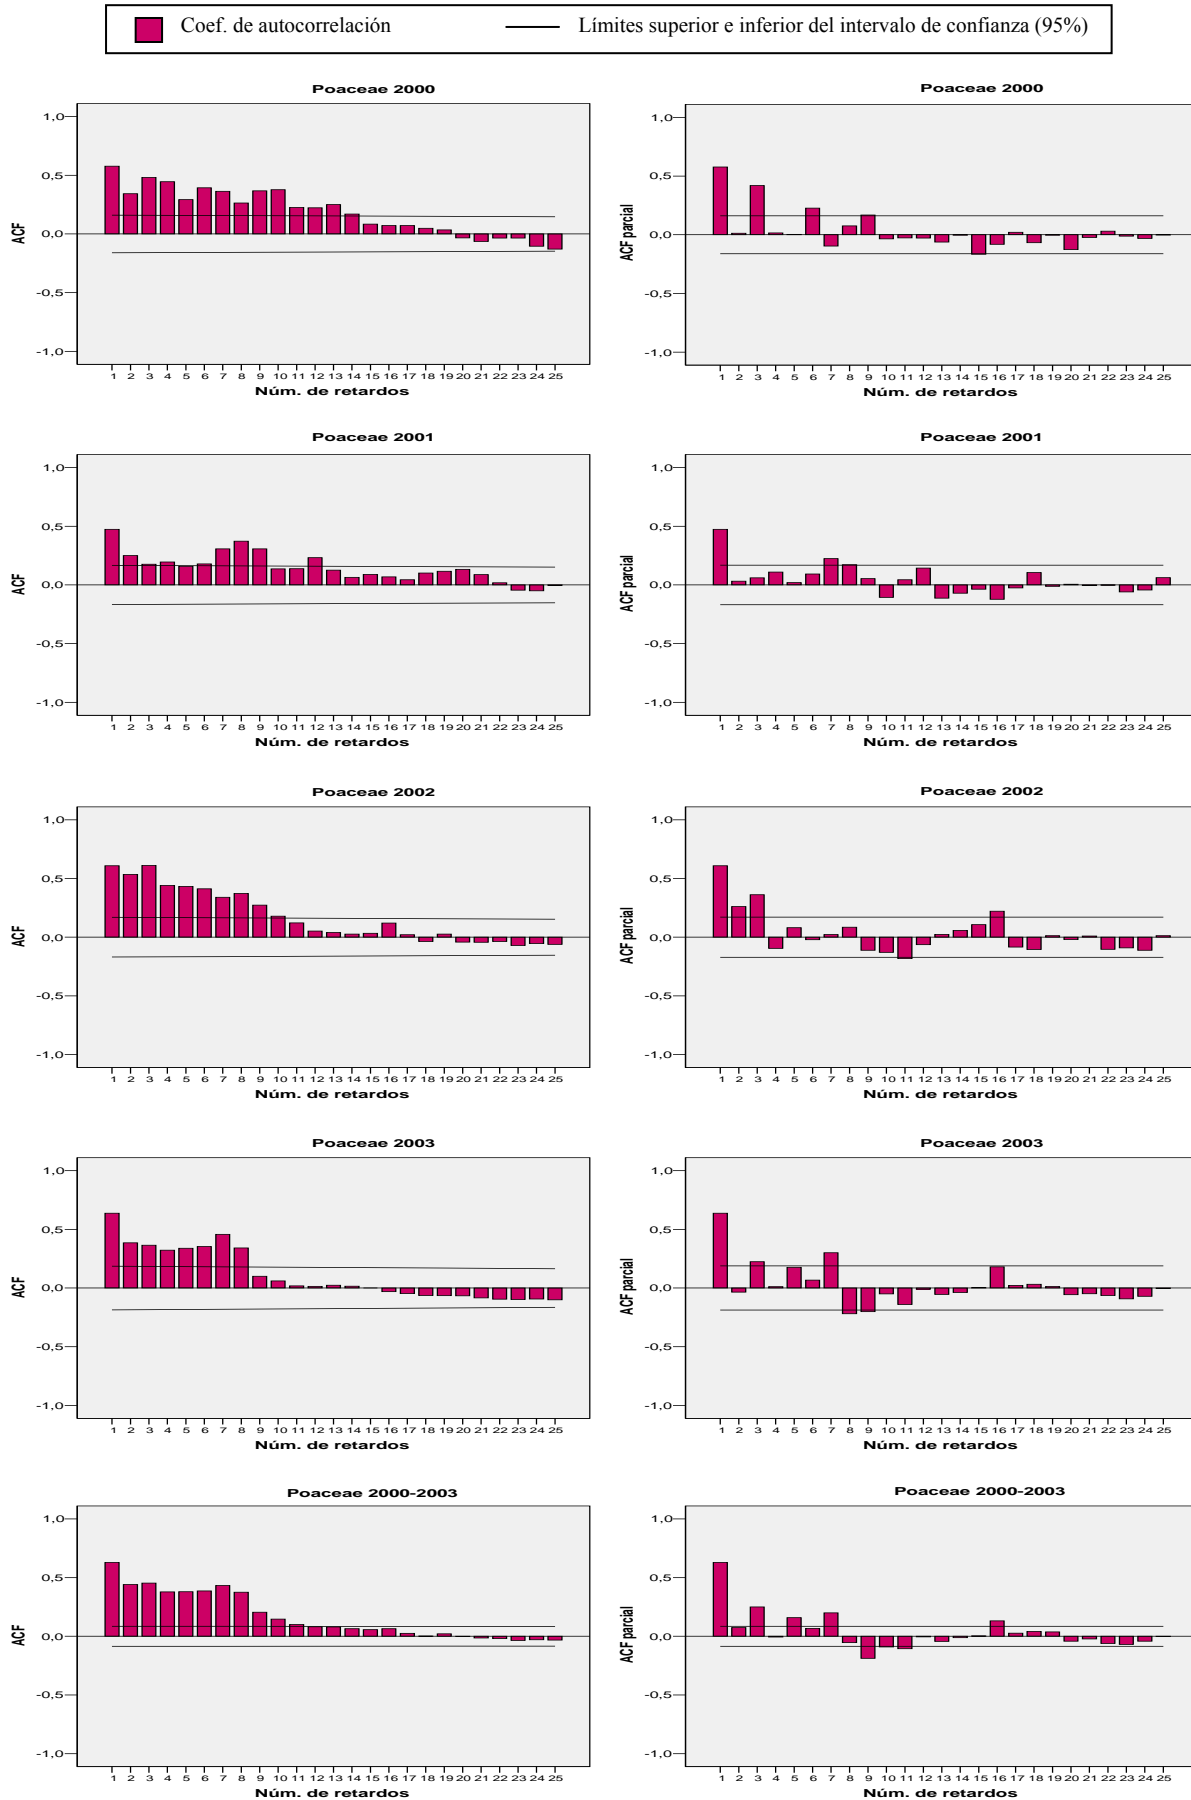 Coef. de autocorrelación
Límites superior e inferior del intervalo de confianza (95%)
Poaceae 2000
ACF
1,0
0,5
0,0
-0,5
-1,0
1 2 3 4 5 6 7 8 9 10 11 12 13 14 15 16 17 18 19 20 21 22 23 24 25
Núm. de retardos
Poaceae 2000
ACF parcial
1,0
0,5
0,0
-0,5
-1,0
1 2 3 4 5 6 7 8 9 10 11 12 13 14 15 16 17 18 19 20 21 22 23 24 25
Núm. de retardos
Poaceae 2001
ACF
1,0
0,5
0,0
-0,5
-1,0
1 2 3 4 5 6 7 8 9 10 11 12 13 14 15 16 17 18 19 20 21 22 23 24 25
Núm. de retardos
Poaceae 2001
ACF parcial
1,0
0,5
0,0
-0,5
-1,0
1 2 3 4 5 6 7 8 9 10 11 12 13 14 15 16 17 18 19 20 21 22 23 24 25
Núm. de retardos
Poaceae 2002
ACF
1,0
0,5
0,0
-0,5
-1,0
1 2 3 4 5 6 7 8 9 10 11 12 13 14 15 16 17 18 19 20 21 22 23 24 25
Núm. de retardos
Poaceae 2002
ACF parcial
1,0
0,5
0,0
-0,5
-1,0
1 2 3 4 5 6 7 8 9 10 11 12 13 14 15 16 17 18 19 20 21 22 23 24 25
Núm. de retardos
Poaceae 2003
ACF
1,0
0,5
0,0
-0,5
-1,0
1 2 3 4 5 6 7 8 9 10 11 12 13 14 15 16 17 18 19 20 21 22 23 24 25
Núm. de retardos
Poaceae 2003
ACF parcial
1,0
0,5
0,0
-0,5
-1,0
1 2 3 4 5 6 7 8 9 10 11 12 13 14 15 16 17 18 19 20 21 22 23 24 25
Núm. de retardos
Poaceae 2000-2003
ACF
1,0
0,5
0,0
-0,5
-1,0
1 2 3 4 5 6 7 8 9 10 11 12 13 14 15 16 17 18 19 20 21 22 23 24 25
Núm. de retardos
Poaceae 2000-2003
ACF parcial
1,0
0,5
0,0
-0,5
-1,0
1 2 3 4 5 6 7 8 9 10 11 12 13 14 15 16 17 18 19 20 21 22 23 24 25
Núm. de retardos